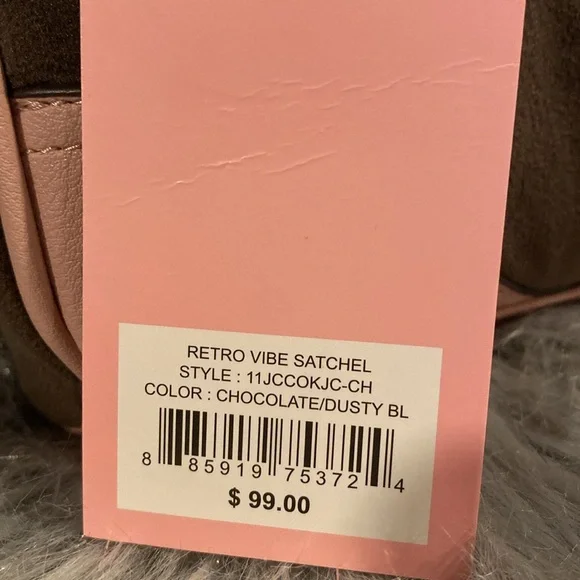 RETRO VIBE SATCHEL
STYLE : 11JCCOKJC-CH
COLOR : CHOCOLATE/DUSTY BL
8 85919 75372 4
$ 99.00